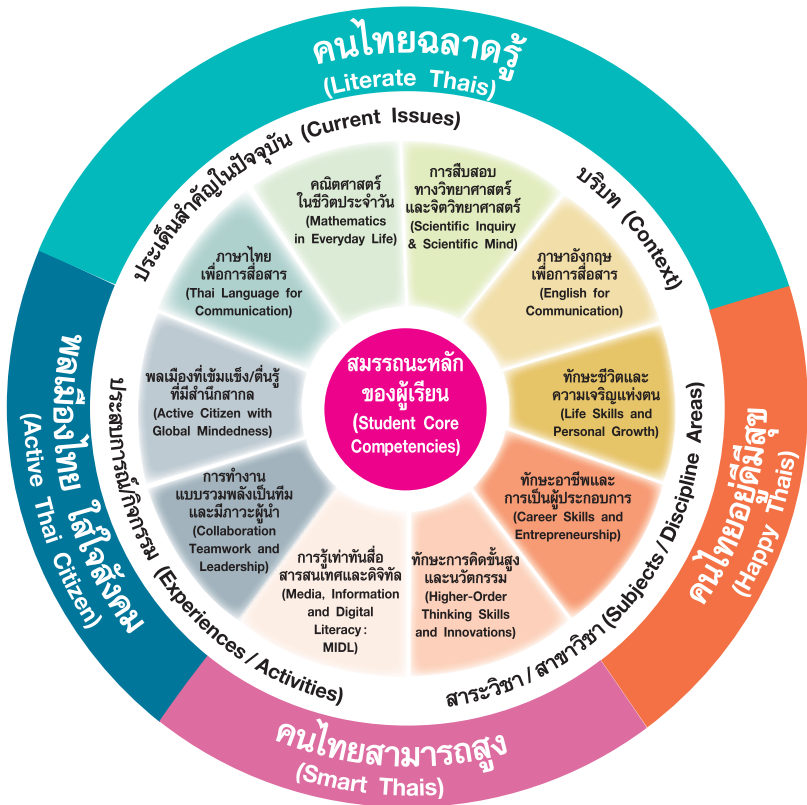 คนไทยฉลาดรู้
(Literate Thais)
ประเด็นสำคัญในปัจจุบัน (Current Issues)
บริบท (Context)
คณิตศาสตร์
ในชีวิตประจำวัน
(Mathematics
in Everyday Life)
การสืบสอบ
ทางวิทยาศาสตร์
และจิตวิทยาศาสตร์
(Scientific Inquiry
& Scientific Mind)
ภาษาไทย
เพื่อการสื่อสาร
(Thai Language for
Communication)
ภาษาอังกฤษ
เพื่อการสื่อสาร
(English for
Communication)
พลเมืองที่เข้มแข็ง/ตื่นรู้
ที่มีสำนึกสากล
(Active Citizen with
Global Mindedness)
สมรรถนะหลัก
ของผู้เรียน
(Student Core
Competencies)
ทักษะชีวิตและ
ความเจริญแห่งตน
(Life Skills and
Personal Growth)
การทำงาน
แบบรวมพลังเป็นทีม
และมีภาวะผู้นำ
(Collaboration
Teamwork and
Leadership)
ทักษะอาชีพและ
การเป็นผู้ประกอบการ
(Career Skills and
Entrepreneurship)
การรู้เท่าทันสื่อ
สารสนเทศและดิจิทัล
(Media, Information
and Digital
Literacy:
MIDL)
ทักษะการคิดขั้นสูง
และนวัตกรรม
(Higher-Order
Thinking Skills
and Innovations)
พลเมืองไทย ใส่ใจสังคม
(Active Thai Citizen)
ประสบการณ์/กิจกรรม (Experiences/Activities)
สาระวิชา/สาขาวิชา (Subjects/Discipline Areas)
คนไทยอยู่ดีมีสุข
(Happy Thais)
คนไทยสามารถสูง
(Smart Thais)